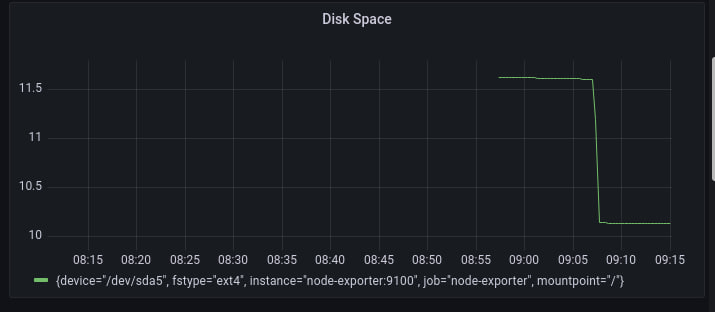 Disk Space
11.5
11
10.5
10
08:15 08:20 08:25 08:30 08:35 08:40 08:45 08:50 08:55 09:00 09:05 09:10 09:15
{device="/dev/sda5", fstype="ext4", instance="node-exporter:9100", job="node-exporter", mountpoint="/"}